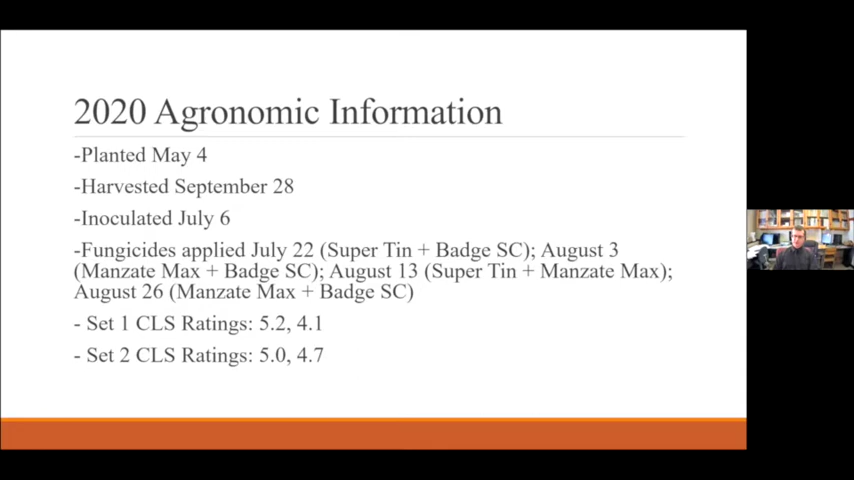 2020 Agronomic Information
-Planted May 4
-Harvested September 28
-Inoculated July 6
-Fungicides applied July 22 (Super Tin + Badge SC); August 3
(Manzate Max + Badge SC); August 13 (Super Tin + Manzate Max);
August 26 (Manzate Max + Badge SC)
- Set 1 CLS Ratings: 5.2, 4.1
- Set 2 CLS Ratings: 5.0, 4.7